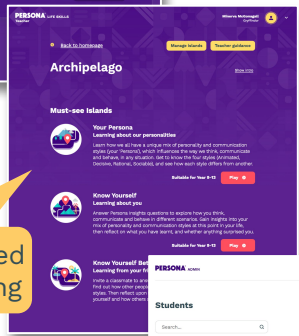 PERSONA LIFE SKILLS
Teacher
Minerva McGonagall
Gryffindor
Back to homepage
Manage islands
Teacher guidance
Archipelago
Show intro
Must-see Islands
Your Persona
Learning about our personalities
Learn how we all have a unique mix of personality and communication
styles (your 'Persona'), which influences the way we think, communicate
and behave, in any situation. Get to know the four styles (Animated,
Decisive, Rational, Sociable), and see how each style differs from another.
Suitable for Year 9-13
Play
Know Yourself
Learning about you
Answer Persona insights questions to explore how you think,
communicate and behave in different scenarios. Gain insights into your
mix of personality and communication styles at this point in your life,
then reflect on what you have learnt, and whether anything surprised you.
Suitable for Year 9-13
Play
ed
ng
Know Yourself Bet
Learning from your fri
Invite a classmate to ans
find out how other peopl
styles. Then reflect upon
yourself and how others
PERSONA ADMIN
Students
Search...